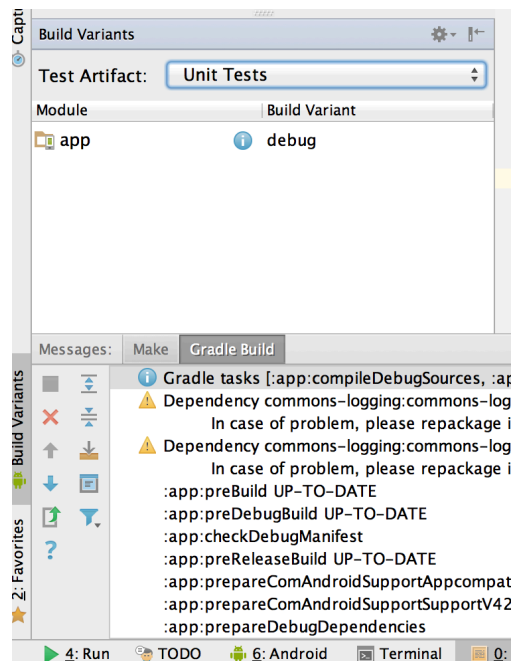 Capt
Build Variants
Test Artifact: Unit Tests
Module Build Variant
app debug
Messages: Make Gradle Build
Gradle tasks [:app:compileDebugSources, :ap
Dependency commons-logging:commons-log
In case of problem, please repackage i
Dependency commons-logging:commons-log
In case of problem, please repackage i
:app:preBuild UP-TO-DATE
:app:preDebugBuild UP-TO-DATE
:app:checkDebugManifest
:app:preReleaseBuild UP-TO-DATE
:app:prepareComAndroidSupportAppcompat
:app:prepareComAndroidSupportSupportV42
:app:prepareDebugDependencies
Build Variants
2: Favorites
4: Run TODO 6: Android Terminal 0: